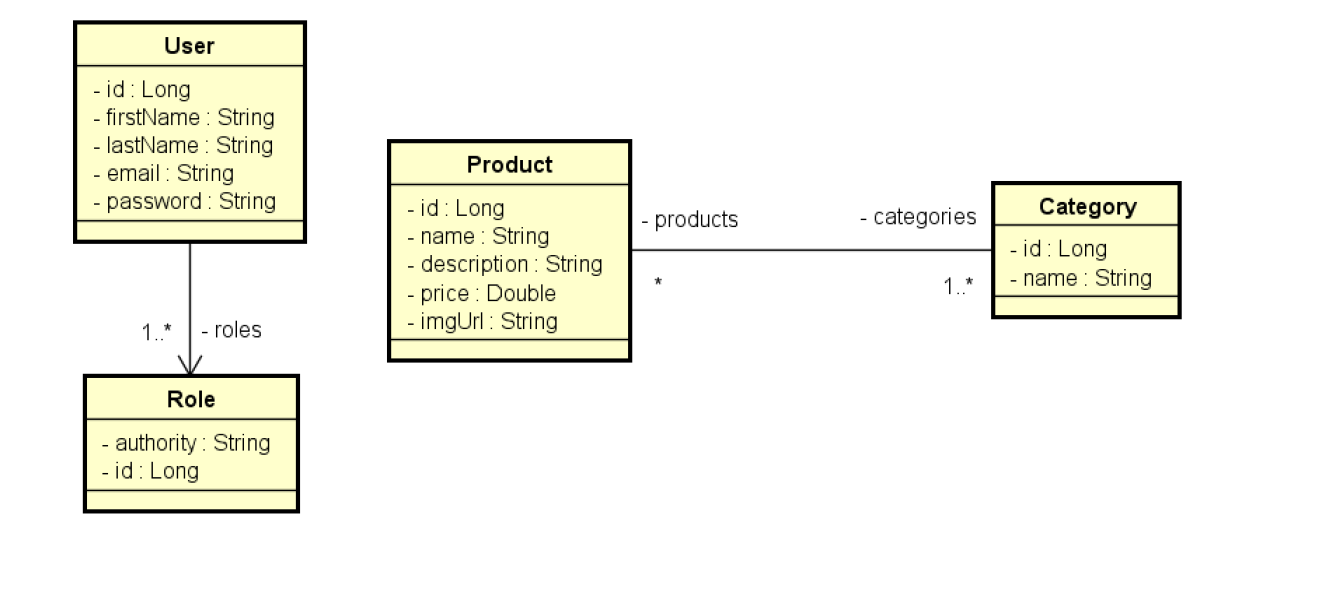 User
- id : Long
- firstName : String
- lastName : String
- email : String
- password : String
1..*
- roles
Role
- authority : String
- id : Long
Product
- id : Long
- name : String
- description : String
- price : Double
- imgUrl : String
- products
*
- categories
1..*
Category
- id : Long
- name : String